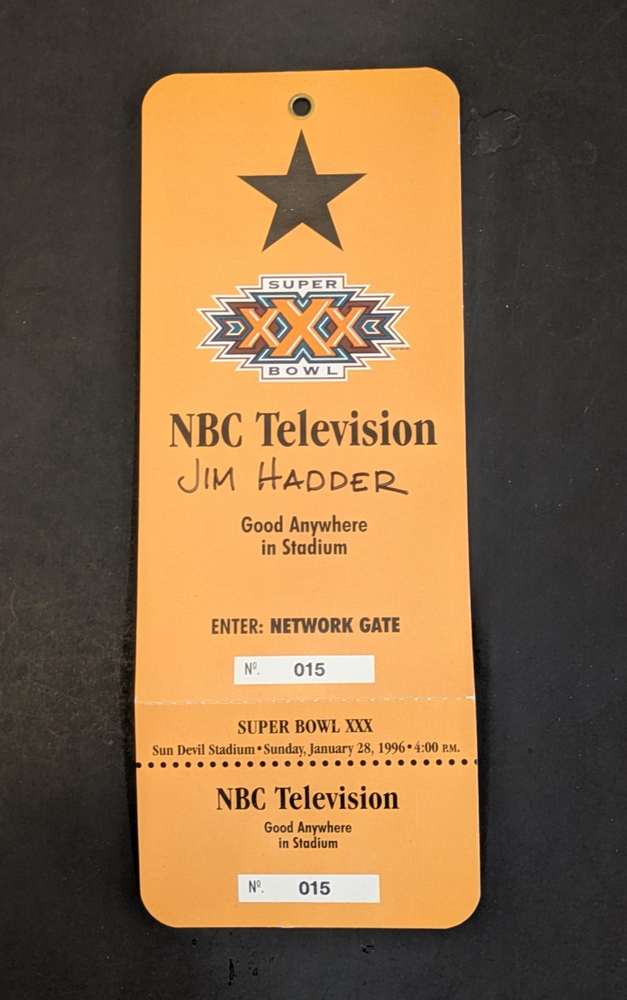 SUPER
XXX
BOWL
NBC Television
JIM HADDER
Good Anywhere
in Stadium
ENTER: NETWORK GATE
Nº. 015
SUPER BOWL XXX
Sun Devil Stadium•Sunday, January 28, 1996•4:00 P.M.
NBC Television
Good Anywhere
in Stadium
Nº. 015